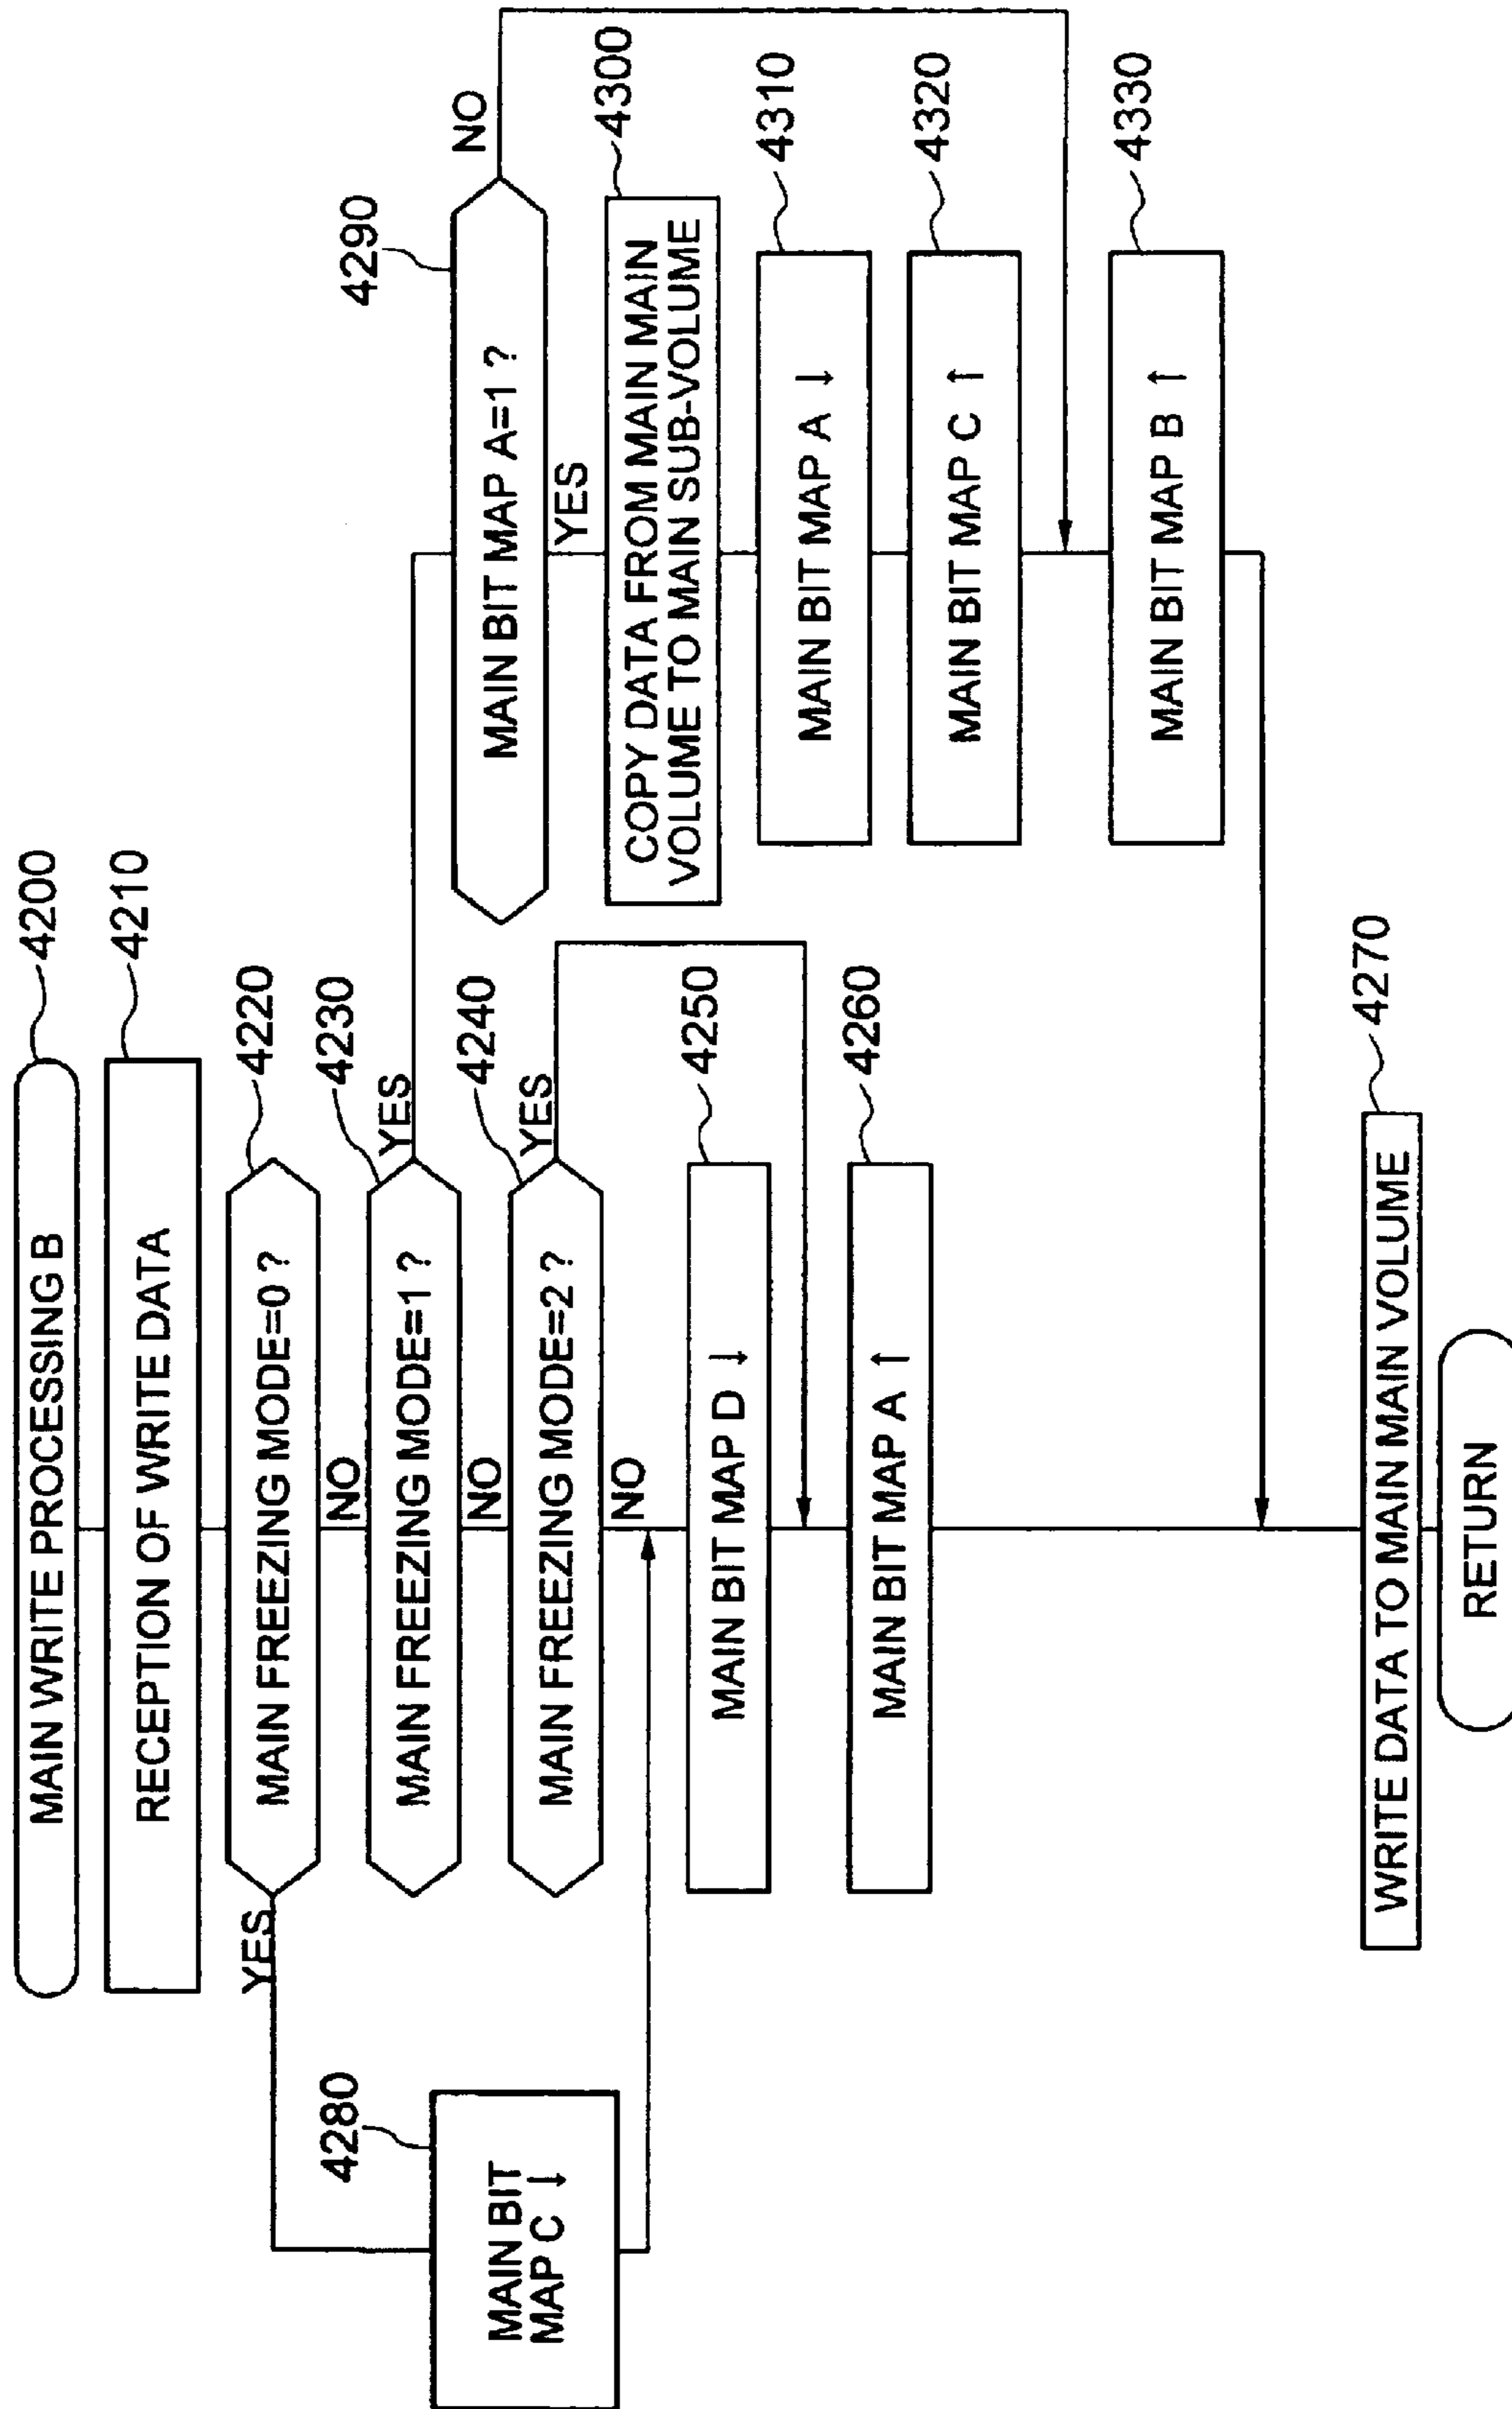 MAIN WRITE PROCESSING B
4200
RECEPTION OF WRITE DATA
4210
MAIN FREEZING MODE=0 ?
4220
YES
NO
MAIN FREEZING MODE=1 ?
4230
YES
NO
MAIN FREEZING MODE=2 ?
4240
YES
NO
MAIN BIT
MAP C ↓
4280
MAIN BIT MAP D ↓
4250
MAIN BIT MAP A ↑
4260
MAIN BIT MAP A=1 ?
4290
NO
YES
COPY DATA FROM MAIN MAIN
VOLUME TO MAIN SUB-VOLUME
4300
MAIN BIT MAP A ↓
4310
MAIN BIT MAP C ↑
4320
MAIN BIT MAP B ↑
4330
WRITE DATA TO MAIN MAIN VOLUME
4270
RETURN